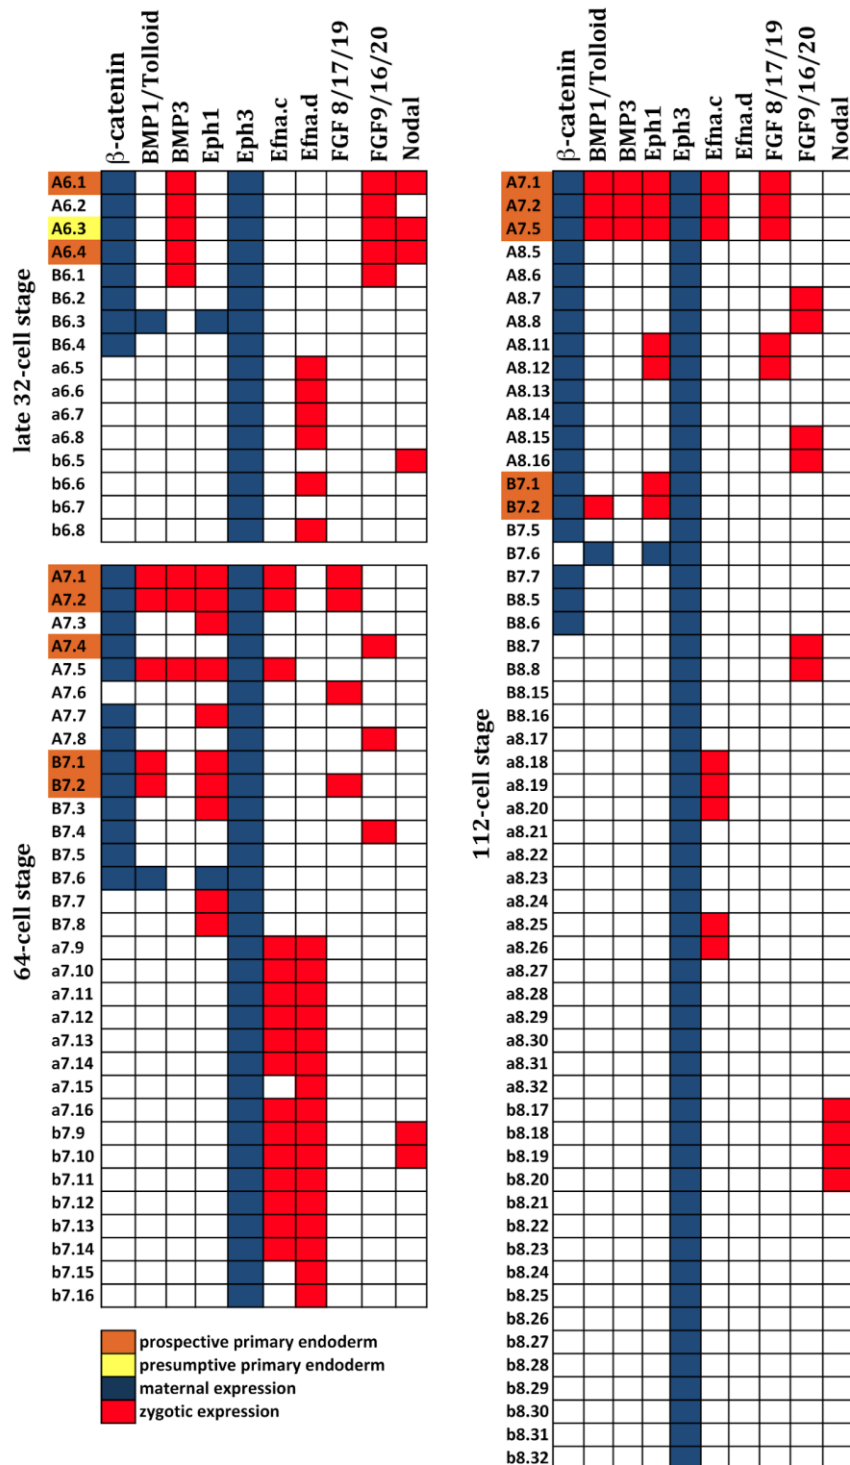 β-catenin
BMP1/Tolloid
BMP3
Eph1
Eph3
Efna.c
Efna.d
FGF 8/17/19
FGF9/16/20
Nodal
late 32-cell stage
A6.1
A6.2
A6.3
A6.4
B6.1
B6.2
B6.3
B6.4
a6.5
a6.6
a6.7
a6.8
b6.5
b6.6
b6.7
b6.8
64-cell stage
A7.1
A7.2
A7.3
A7.4
A7.5
A7.6
A7.7
A7.8
B7.1
B7.2
B7.3
B7.4
B7.5
B7.6
B7.7
B7.8
a7.9
a7.10
a7.11
a7.12
a7.13
a7.14
a7.15
a7.16
b7.9
b7.10
b7.11
b7.12
b7.13
b7.14
b7.15
b7.16
prospective primary endoderm
presumptive primary endoderm
maternal expression
zygotic expression
β-catenin
BMP1/Tolloid
BMP3
Eph1
Eph3
Efna.c
Efna.d
FGF 8/17/19
FGF9/16/20
Nodal
112-cell stage
A7.1
A7.2
A7.5
A8.5
A8.6
A8.7
A8.8
A8.11
A8.12
A8.13
A8.14
A8.15
A8.16
B7.1
B7.2
B7.5
B7.6
B7.7
B8.5
B8.6
B8.7
B8.8
B8.15
B8.16
a8.17
a8.18
a8.19
a8.20
a8.21
a8.22
a8.23
a8.24
a8.25
a8.26
a8.27
a8.28
a8.29
a8.30
a8.31
a8.32
b8.17
b8.18
b8.19
b8.20
b8.21
b8.22
b8.23
b8.24
b8.25
b8.26
b8.27
b8.28
b8.29
b8.30
b8.31
b8.32